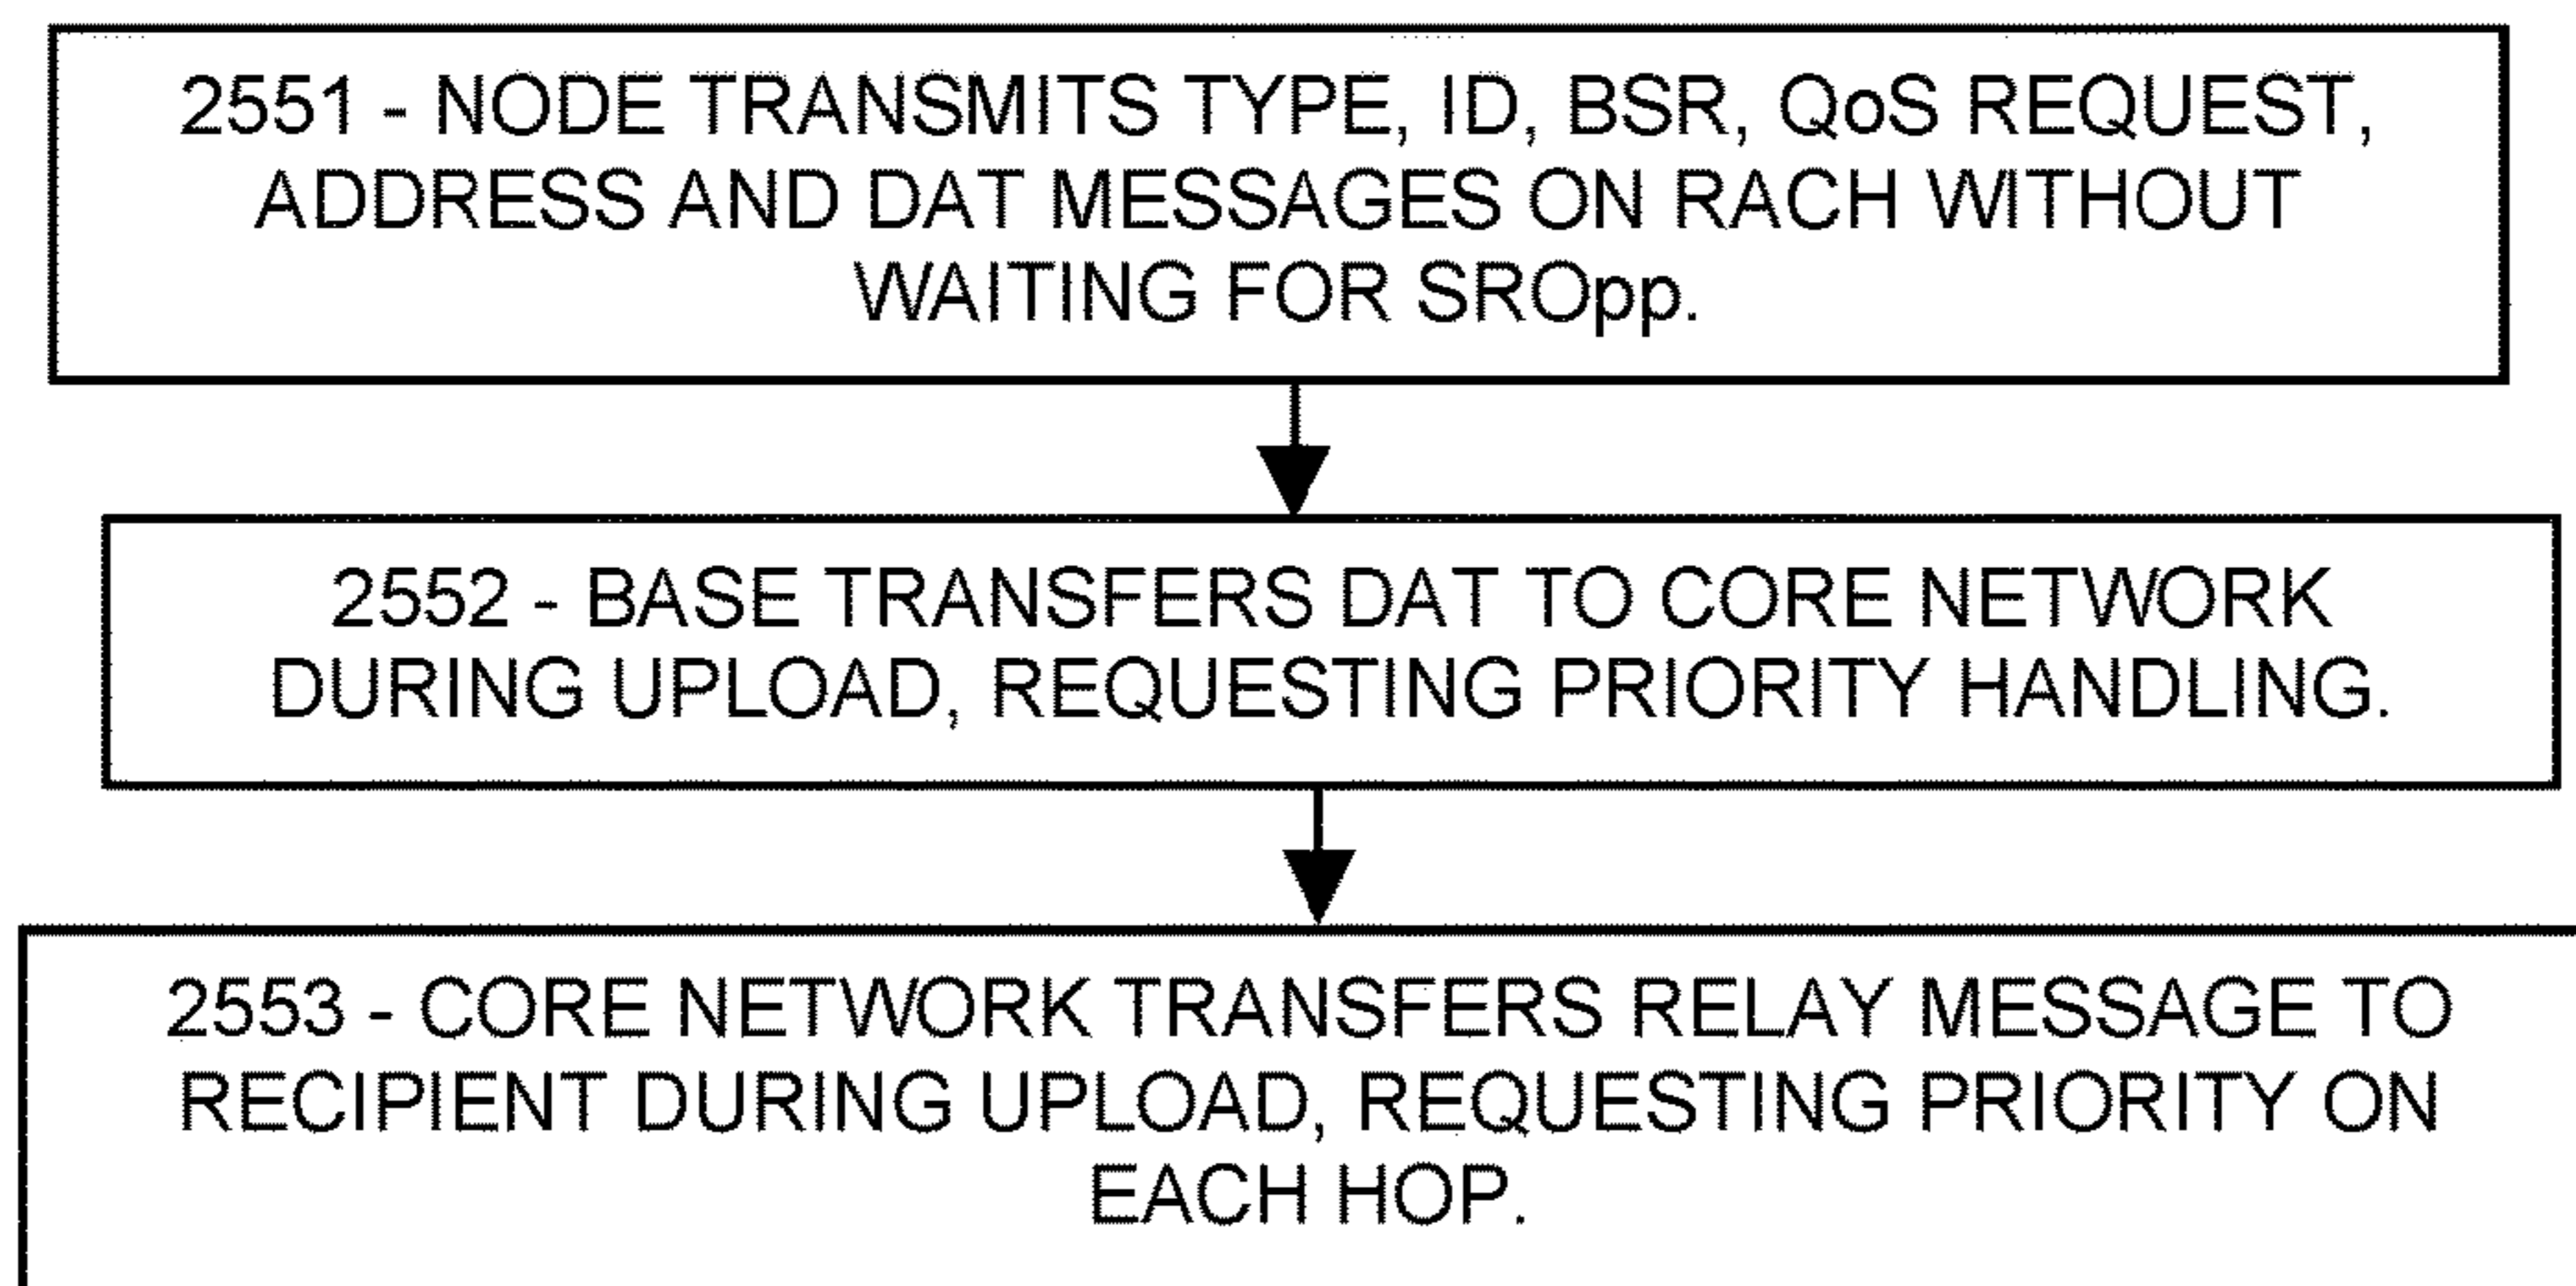 2551 - NODE TRANSMITS TYPE, ID, BSR, QoS REQUEST,
ADDRESS AND DAT MESSAGES ON RACH WITHOUT
WAITING FOR SROpp.
2552 - BASE TRANSFERS DAT TO CORE NETWORK
DURING UPLOAD, REQUESTING PRIORITY HANDLING.
2553 - CORE NETWORK TRANSFERS RELAY MESSAGE TO
RECIPIENT DURING UPLOAD, REQUESTING PRIORITY ON
EACH HOP.